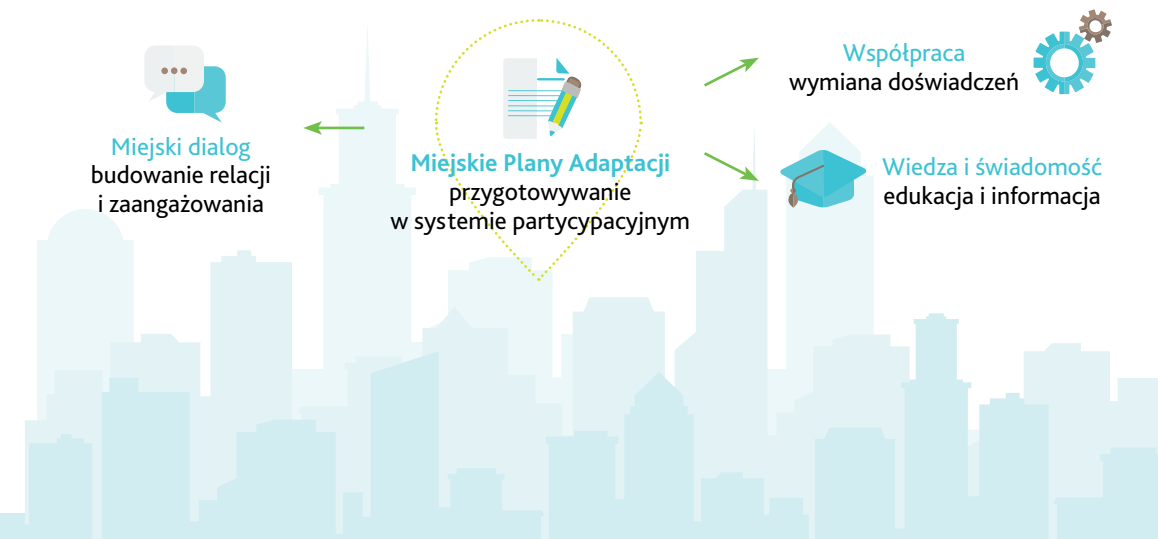 Miejski dialog
budowanie relacji
i zaangażowania
Miejskie Plany Adaptacji
przygotowywanie
w systemie partycypacyjnym
Współpraca
wymiana doświadczeń
Wiedza i świadomość
edukacja i informacja